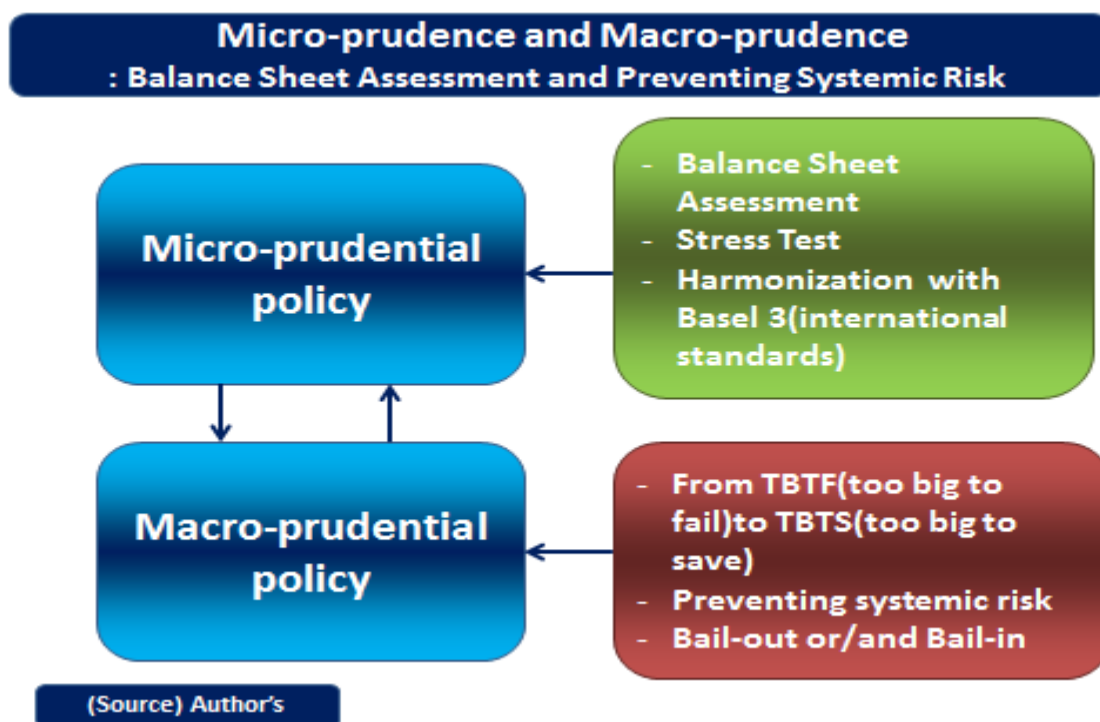 Micro-prudence and Macro-prudence
: Balance Sheet Assessment and Preventing Systemic Risk
Micro-prudential
policy
- Balance Sheet
Assessment
- Stress Test
- Harmonization with
Basel 3(international
standards)
Macro-prudential
policy
- From TBTF(too big to
fail)to TBTS(too big to
save)
- Preventing systemic risk
- Bail-out or/and Bail-in
(Source) Author's